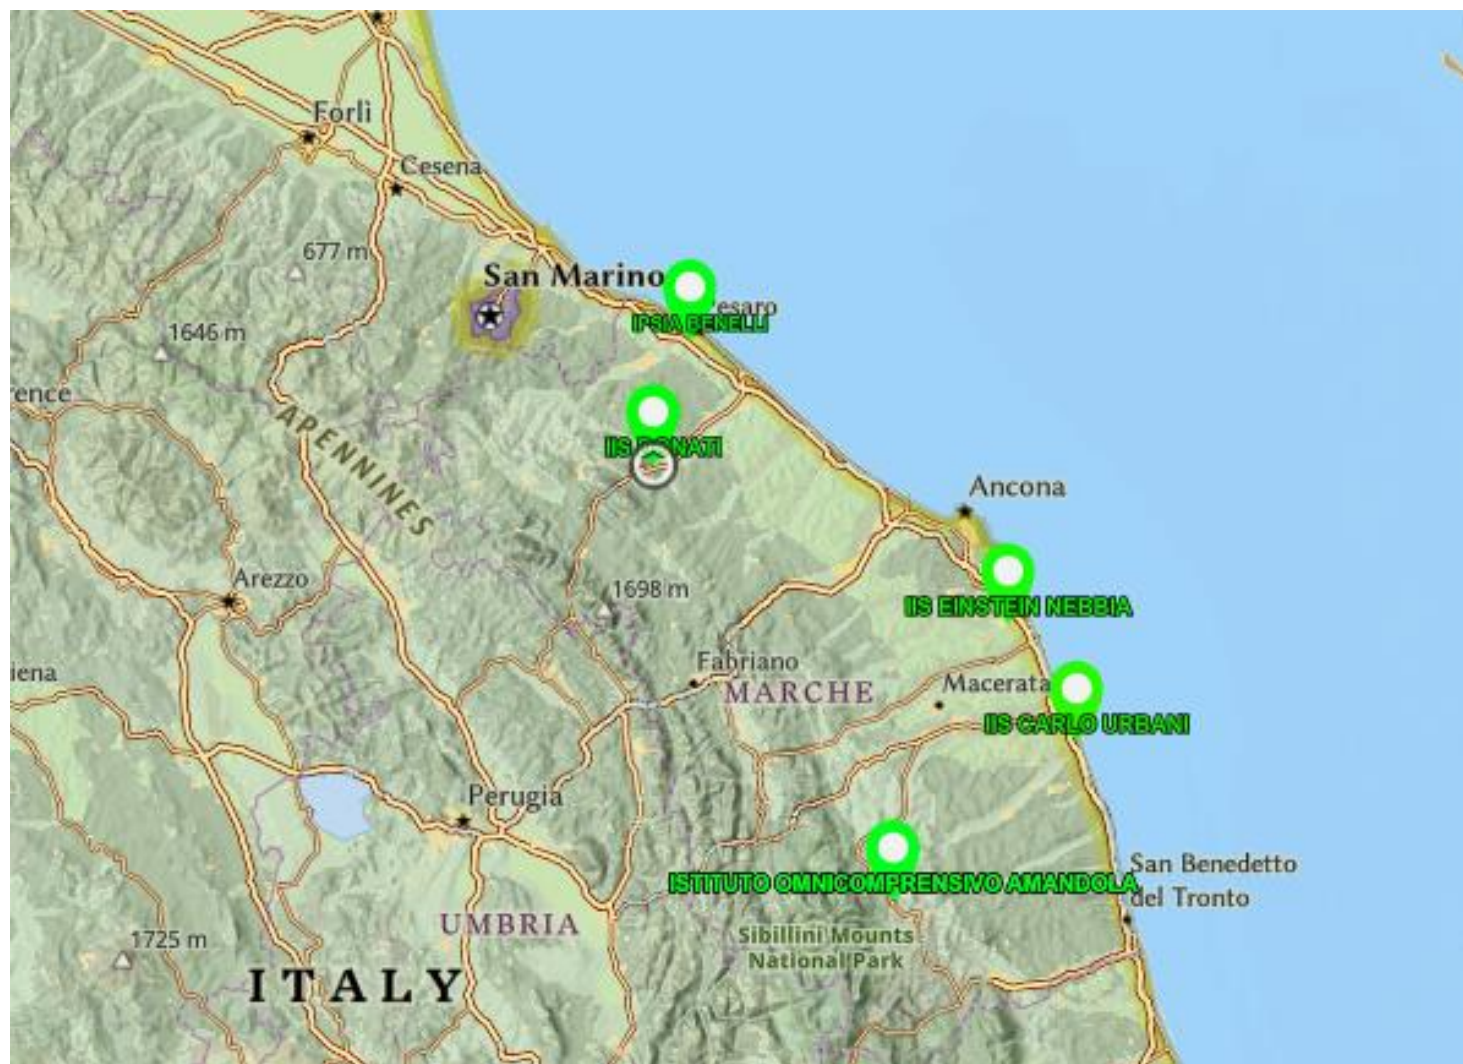 Forlì
Cesena
677 m
San Marino
esaro
IPSIA BENELLI
1646 m
ence
APENNINES
IIS DONATI
Ancona
Arezzo
1698 m
IIS EINSTEIN NEBBIA
iena
Fabriano
MARCHE
Macerata
IIS CARLO URBANI
Perugia
San Benedetto
del Tronto
ISTITUTO OMNICOMPRENSIVO AMANDOLA
UMBRIA
Sibillini Mounts
National Park
1725 m
ITALY